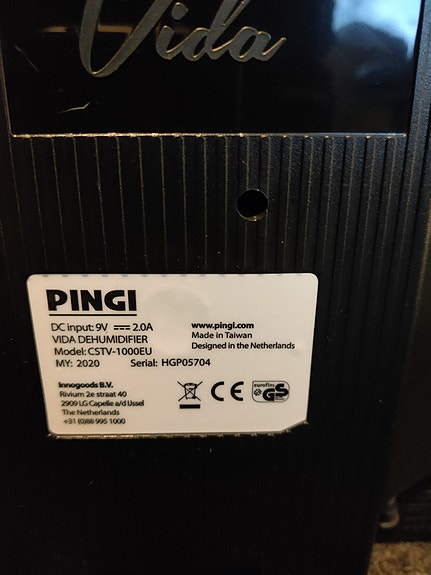 Vida
PINGI
DC input: 9V ⎓ 2.0A
VIDA DEHUMIDIFIER
Model: CSTV-1000EU
MY: 2020 Serial: HGP05704
www.pingi.com
Made in Taiwan
Designed in the Netherlands
Innogoods B.V.
Rivium 2e straat 40
2909 LG Capelle a/d IJssel
The Netherlands
+31 (0)88 995 1000
CE
eurofins
GS